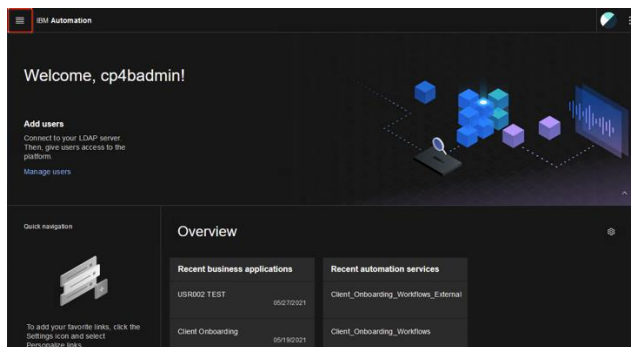 IBM Automation
Welcome, cp4badmin!
Add users
Connect to your LDAP server.
Then, give users access to the
platform.
Manage users
Quick navigation
To add your favorite links, click the
Settings icon and select
Personalize links.
Overview
Recent business applications
USR002 TEST
05/27/2021
Client Onboarding
05/19/2021
Recent automation services
Client_Onboarding_Workflows_External
Client_Onboarding_Workflows